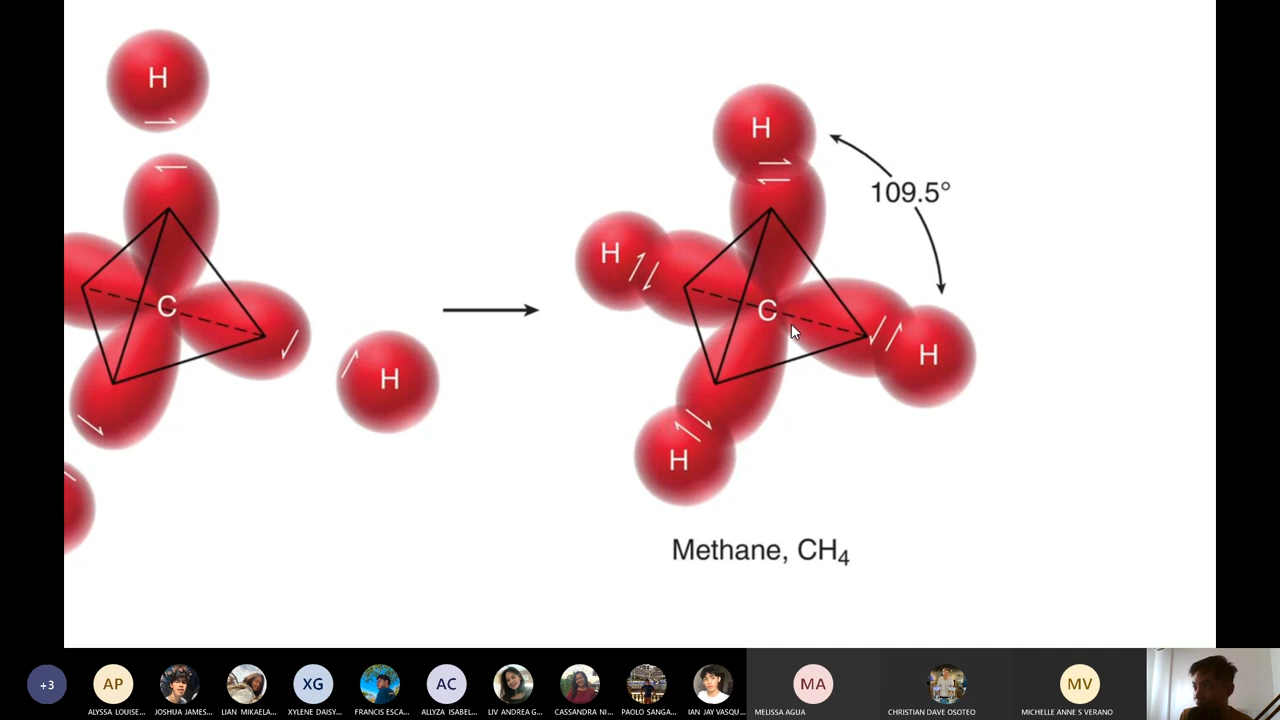 H
H
109.5°
H
C
C
H
H
H
Methane, CH₄
+3
AP
XG
AC
MA
MV
ALYSSA LOUISE...
JOSHUA JAMES...
LIAN MIKAELA...
XYLENE DAISY...
FRANCIS ESCA...
ALLYZA ISABEL...
LIV ANDREA G...
CASSANDRA NI...
PAOLO SANGA...
IAN JAY VASQU...
MELISSA AGUA
CHRISTIAN DAVE OSOTEO
MICHELLE ANNE S VERANO